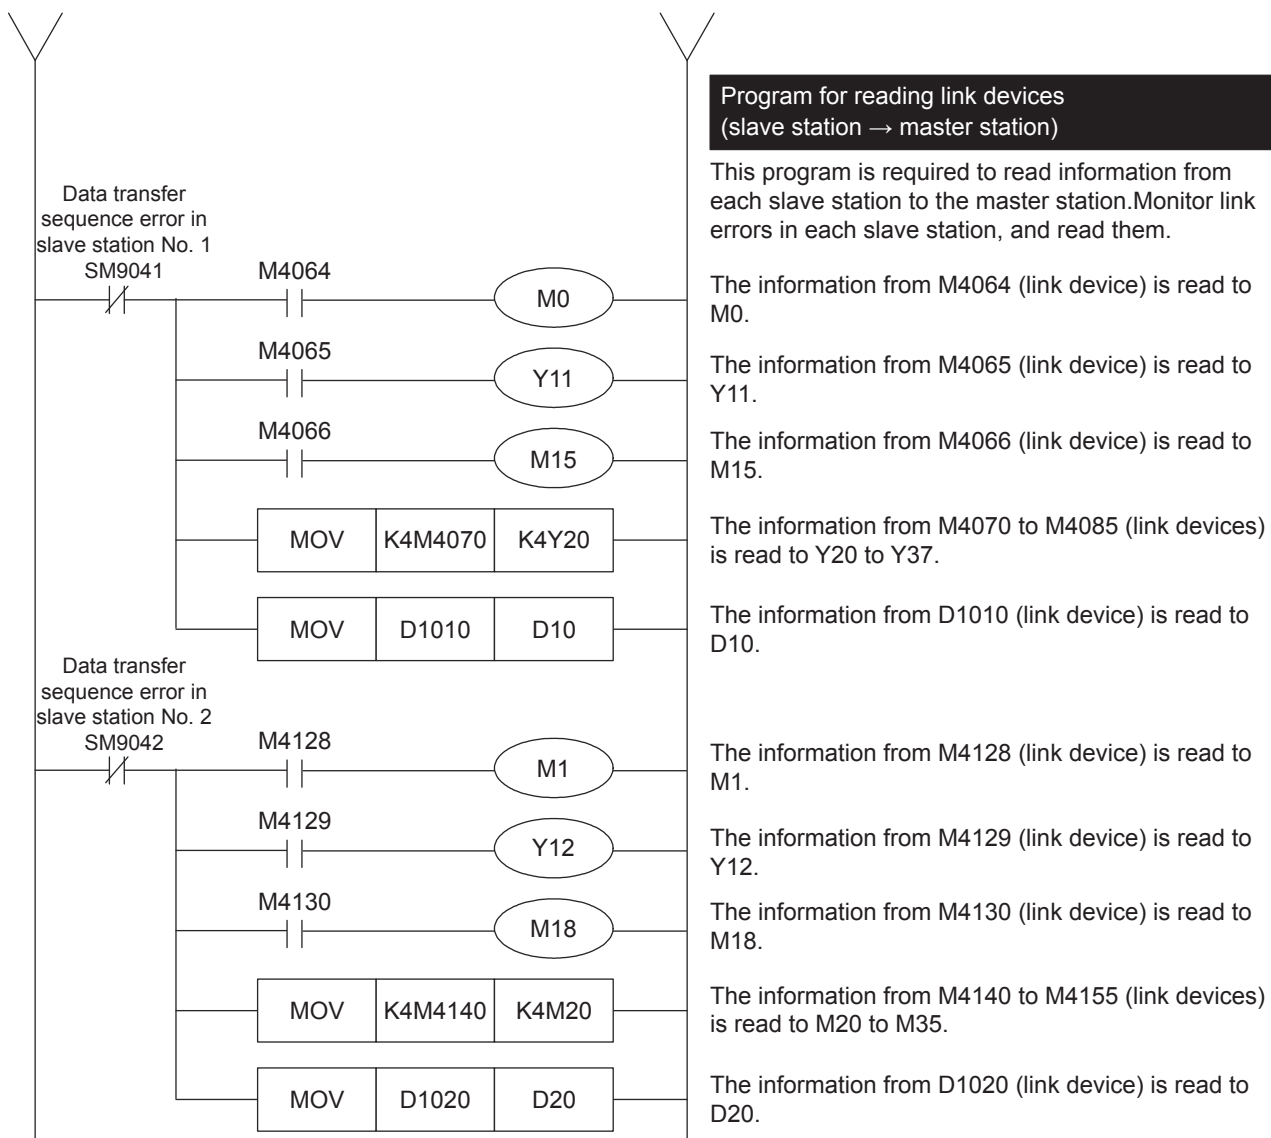 Program for reading link devices
(slave station → master station)
This program is required to read information from
each slave station to the master station.Monitor link
errors in each slave station, and read them.
Data transfer
sequence error in
slave station No. 1
SM9041
M4064
M0
The information from M4064 (link device) is read to
M0.
M4065
Y11
The information from M4065 (link device) is read to
Y11.
M4066
M15
The information from M4066 (link device) is read to
M15.
MOV K4M4070 K4Y20
The information from M4070 to M4085 (link devices)
is read to Y20 to Y37.
MOV D1010 D10
The information from D1010 (link device) is read to
D10.
Data transfer
sequence error in
slave station No. 2
SM9042
M4128
M1
The information from M4128 (link device) is read to
M1.
M4129
Y12
The information from M4129 (link device) is read to
Y12.
M4130
M18
The information from M4130 (link device) is read to
M18.
MOV K4M4140 K4M20
The information from M4140 to M4155 (link devices)
is read to M20 to M35.
MOV D1020 D20
The information from D1020 (link device) is read to
D20.